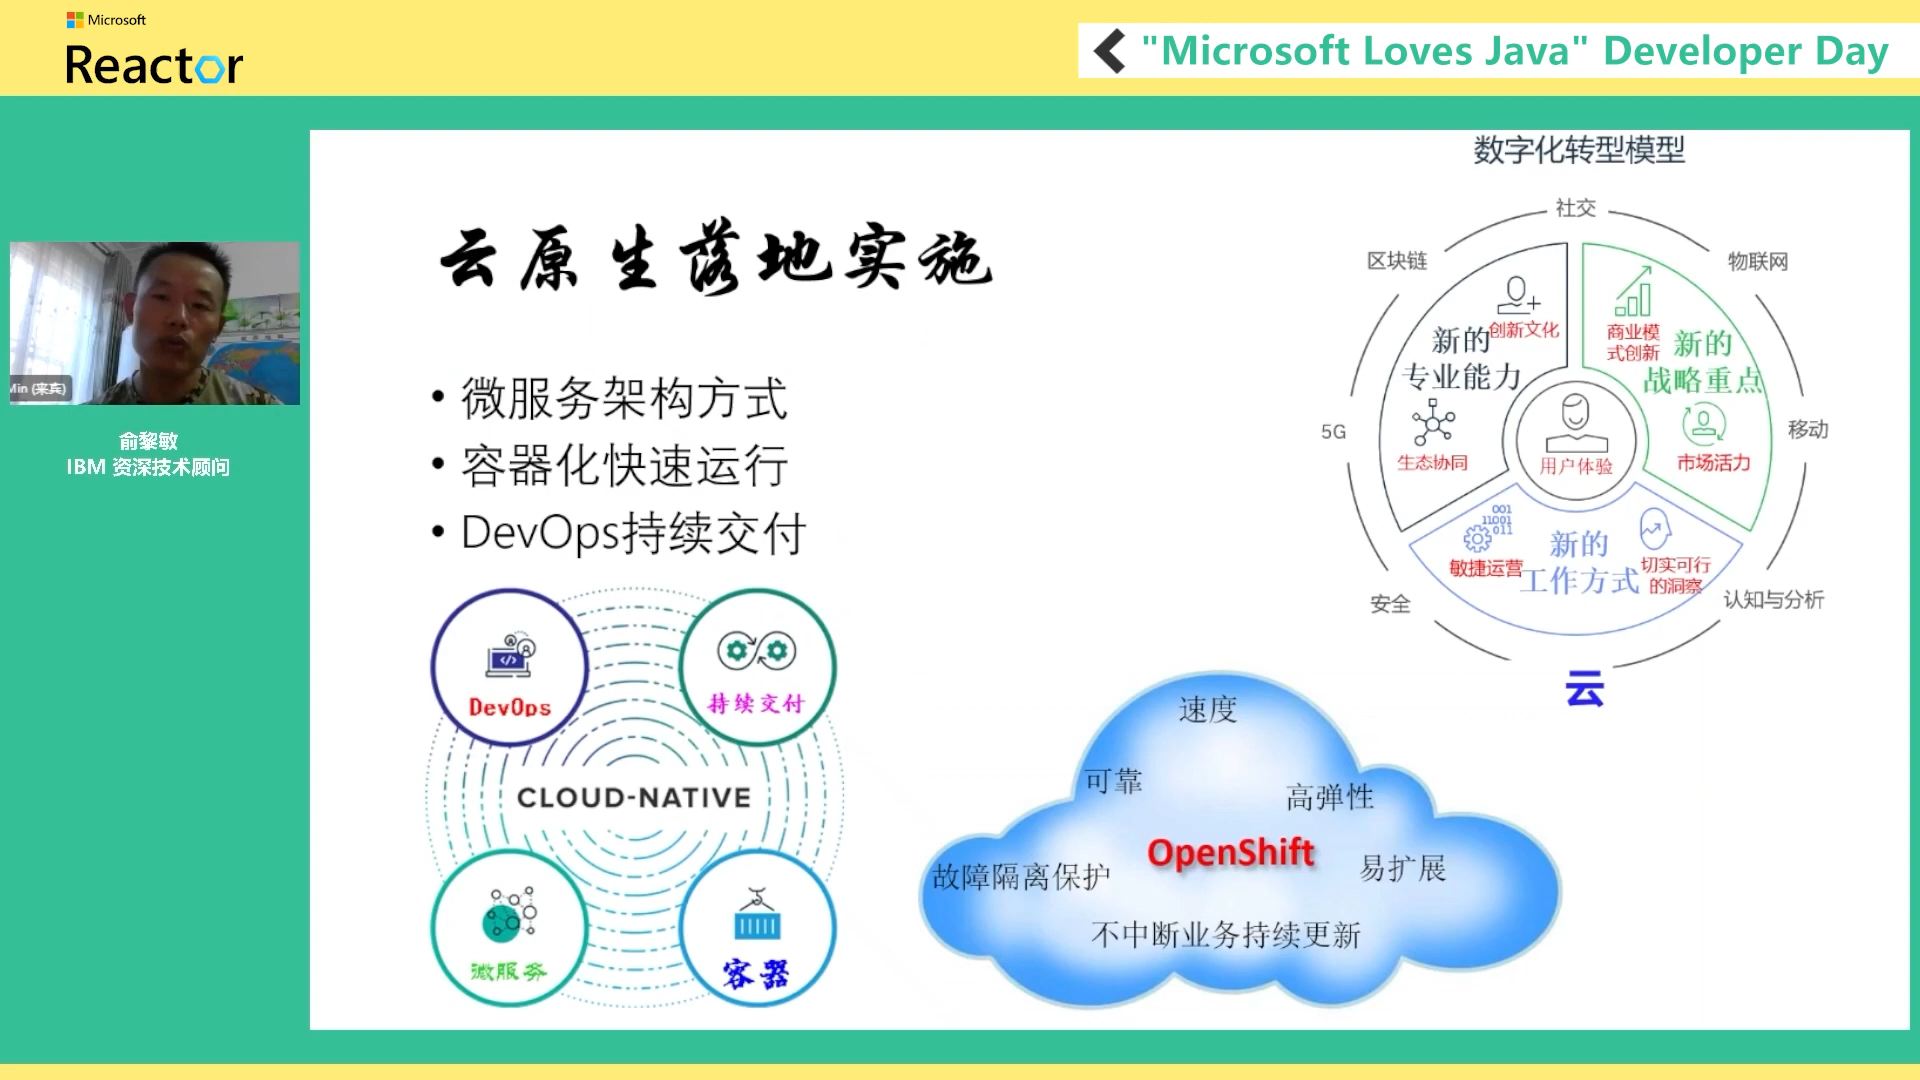 Microsoft
Reactor
"Microsoft Loves Java" Developer Day
Min (来宾)
俞黎敏
IBM 资深技术顾问
云原生落地实施
• 微服务架构方式
• 容器化快速运行
• DevOps持续交付
DevOps
持续交付
CLOUD-NATIVE
微服务
容器
数字化转型模型
社交
区块链
物联网
5G
移动
安全
认知与分析
云
新的
专业能力
创新文化
生态协同
商业模
式创新
新的
战略重点
市场活力
用户体验
敏捷运营
001
11001
011
新的
工作方式
切实可行
的洞察
速度
可靠
高弹性
OpenShift
故障隔离保护
易扩展
不中断业务持续更新